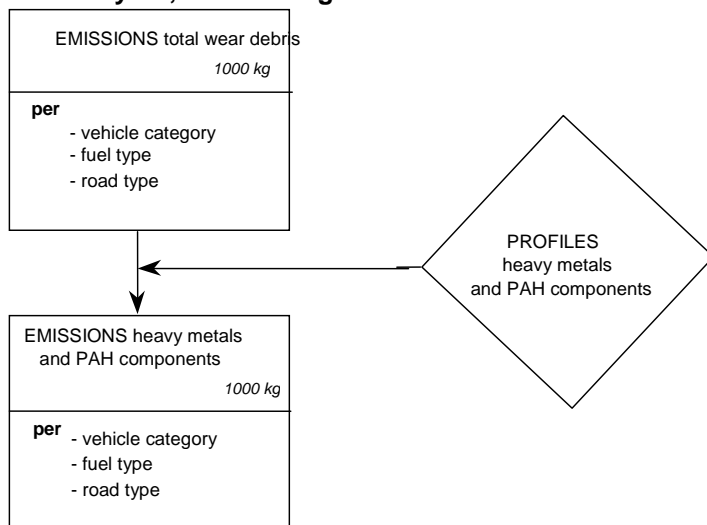 EMISSIONS total wear debris
1000 kg
per
- vehicle category
- fuel type
- road type
PROFILES
heavy metals
and PAH components
EMISSIONS heavy metals
and PAH components
1000 kg
per
- vehicle category
- fuel type
- road type